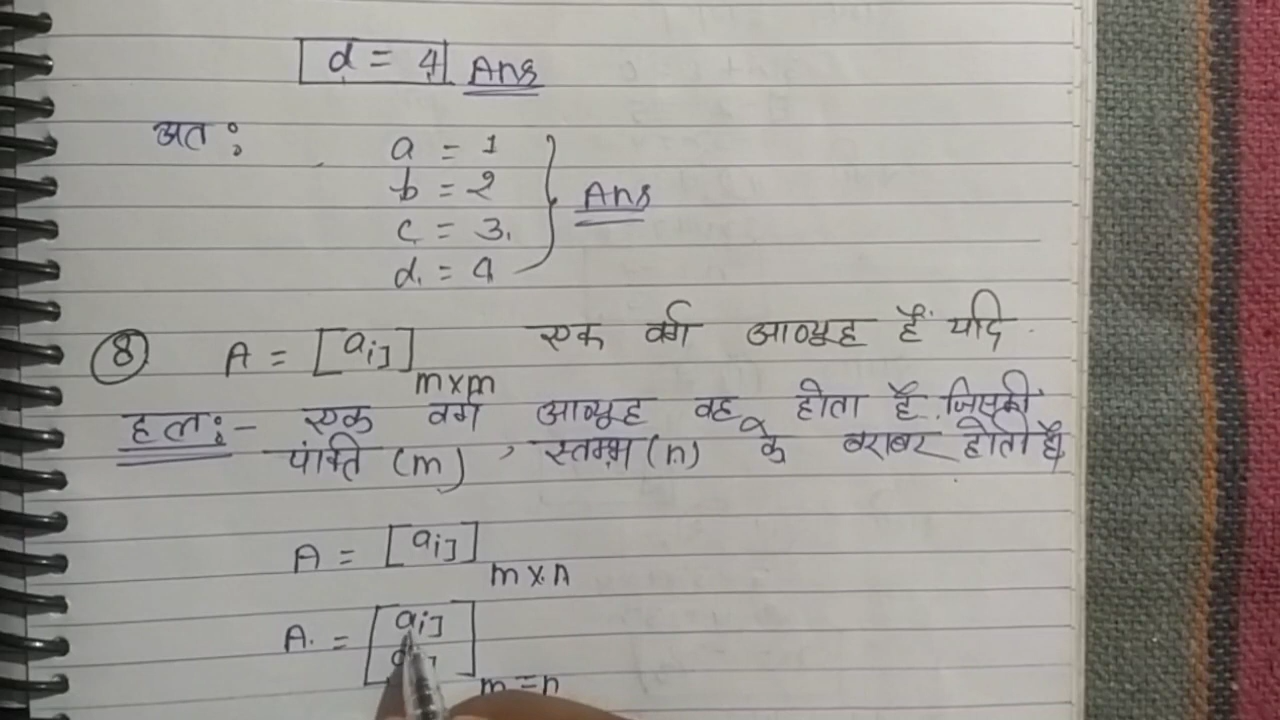 d = 4 Ans
अत :
a = 1
b = 2
c = 3.
d. = 4
Ans
⑧ A = [aij]m×m एक वर्ग आव्यूह हैं यदि
हल:- एक वर्ग आव्यूह वह होता है जिसकी
पंक्ति (m) , स्तम्भ (n) के बराबर होती है
A = [aij]m×n
A. = [aij
]m=n